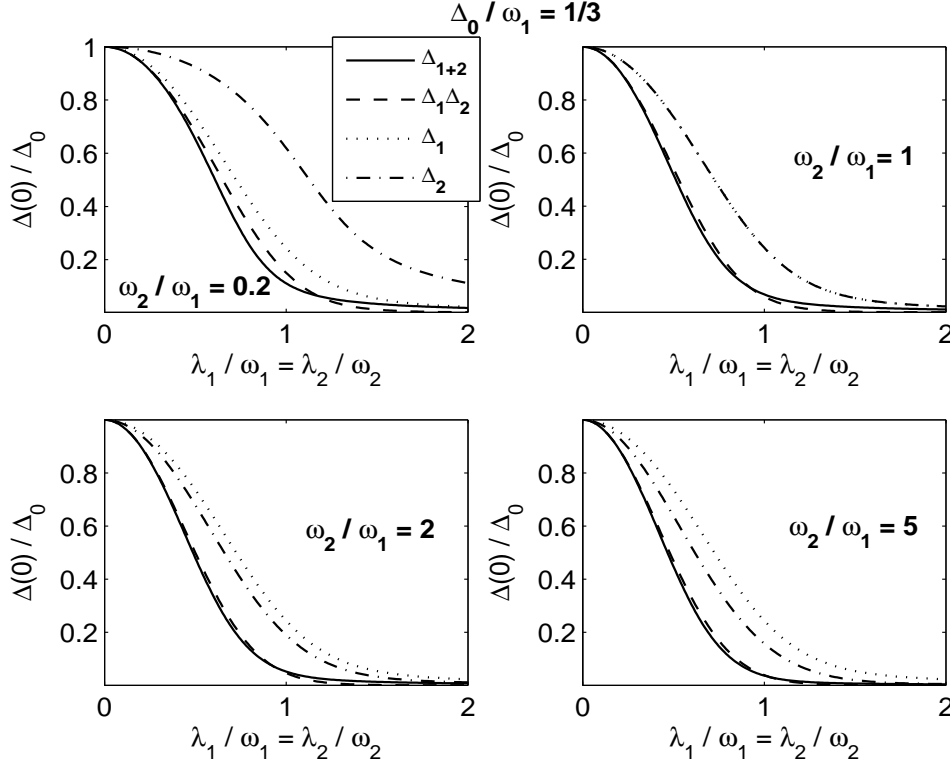 Δ₀ / ω₁ = 1/3
Δ(0) / Δ₀
1
0.8
0.6
0.4
0.2
0
1
2
ω₂ / ω₁ = 0.2
λ₁ / ω₁ = λ₂ / ω₂
Δ₁₊₂
Δ₁Δ₂
Δ₁
Δ₂
Δ(0) / Δ₀
0.8
0.6
0.4
0.2
0
1
2
ω₂ / ω₁= 1
λ₁ / ω₁ = λ₂ / ω₂
Δ(0) / Δ₀
0.8
0.6
0.4
0.2
0
1
2
ω₂ / ω₁ = 2
λ₁ / ω₁ = λ₂ / ω₂
Δ(0) / Δ₀
0.8
0.6
0.4
0.2
0
1
2
ω₂ / ω₁ = 5
λ₁ / ω₁ = λ₂ / ω₂